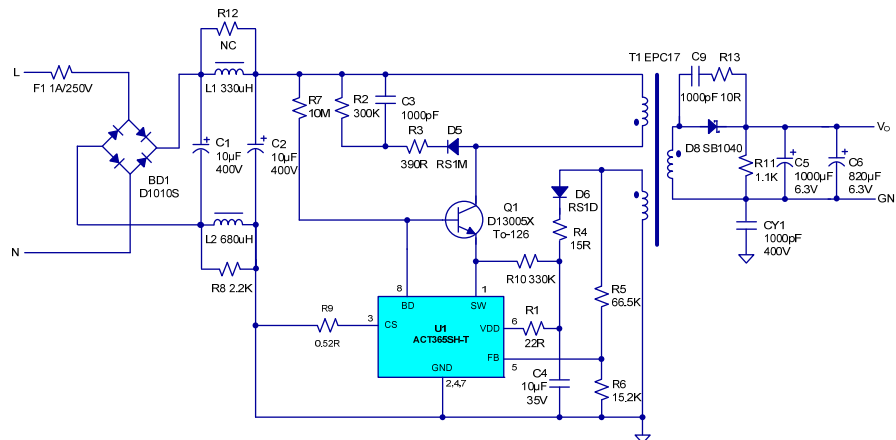 R12
NC
L
F1 1A/250V
L1 330uH
BD1
D1010S
C1
10µF
400V
C2
10µF
400V
L2 680uH
N
R8 2.2K
R7
10M
R2
300K
C3
1000pF
R3
390R
D5
RS1M
Q1
D13005X
To-126
D6
RS1D
R4
15R
R10 330K
T1 EPC17
C9
1000pF
R13
10R
D8 SB1040
R11
1.1K
C5
1000µF
6.3V
C6
820µF
6.3V
VO
GN
CY1
1000pF
400V
R9
0.52R
3
CS
8
BD
1
SW
U1
ACT365SH-T
VDD
6
FB
5
GND
2,4,7
R1
22R
C4
10µF
35V
R5
66.5K
R6
15.2K